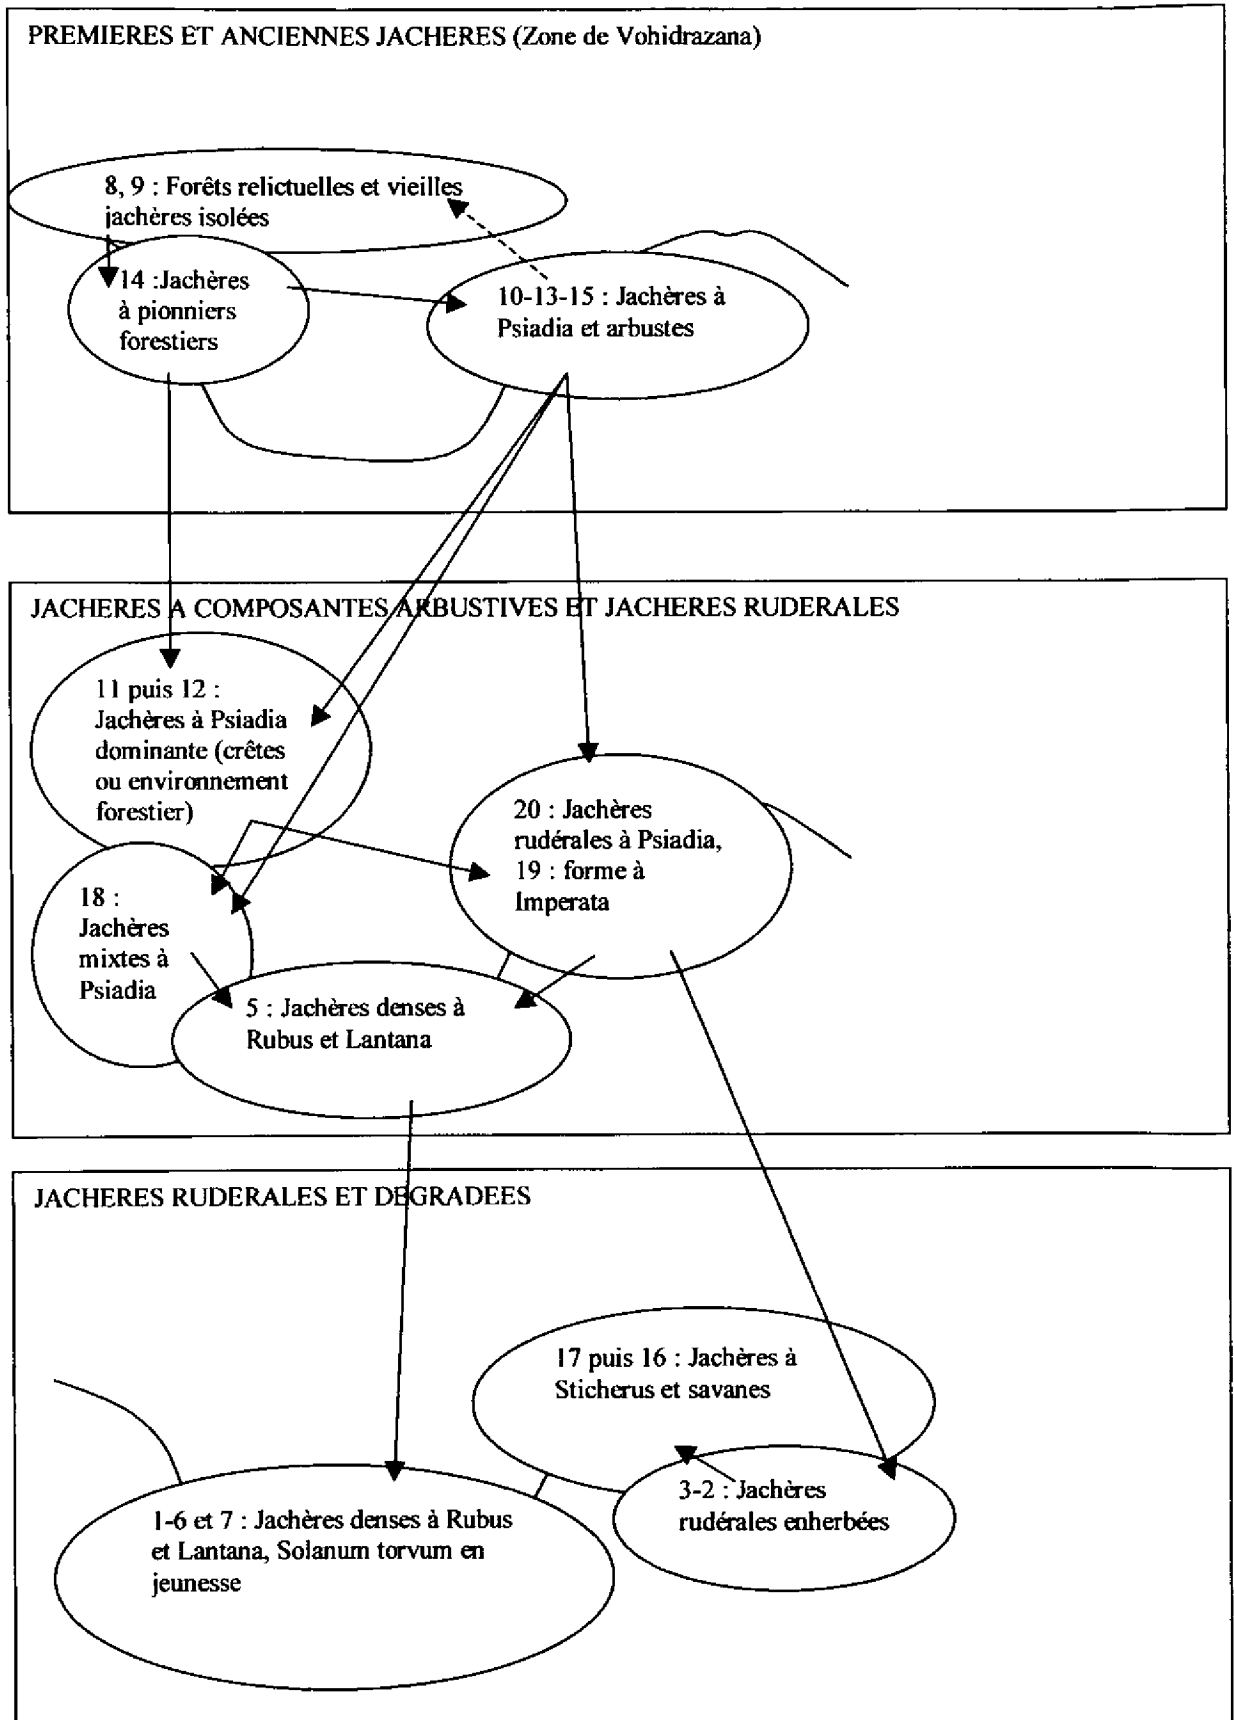 PREMIERES ET ANCIENNES JACHERES (Zone de Vohidrazana)
8, 9 : Forêts relictuelles et vieilles
jachères isolées
14 :Jachères
à pionniers
forestiers
10-13-15 : Jachères à
Psiadia et arbustes
JACHERES A COMPOSANTES ARBUSTIVES ET JACHERES RUDERALES
11 puis 12 :
Jachères à Psiadia
dominante (crêtes
ou environnement
forestier)
20 : Jachères
rudérales à Psiadia,
19 : forme à
Imperata
18 :
Jachères
mixtes à
Psiadia
5 : Jachères denses à
Rubus et Lantana
JACHERES RUDERALES ET DEGRADEES
17 puis 16 : Jachères à
Sticherus et savanes
3-2 : Jachères
rudérales enherbées
1-6 et 7 : Jachères denses à Rubus
et Lantana, Solanum torvum en
jeunesse